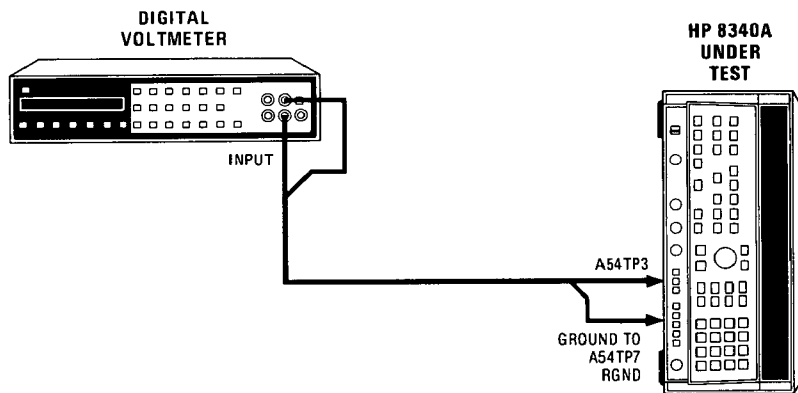 DIGITAL
VOLTMETER
HP 8340A
UNDER
TEST
INPUT
A54TP3
GROUND TO
A54TP7
RGND